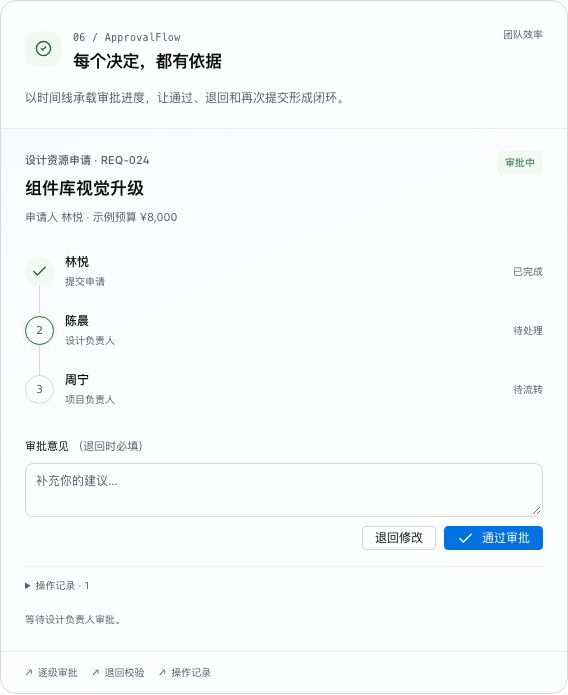 06 / ApprovalFlow
团队效率
每个决定，都有依据
以时间线承载审批进度，让通过、退回和再次提交形成闭环。
设计资源申请 · REQ-024
审批中
组件库视觉升级
申请人 林悦 · 示例预算 ¥8,000
林悦
提交申请
已完成
2
陈晨
设计负责人
待处理
3
周宁
项目负责人
待流转
审批意见 （退回时必填）
补充你的建议...
退回修改
通过审批
操作记录 · 1
等待设计负责人审批。
逐级审批
退回校验
操作记录